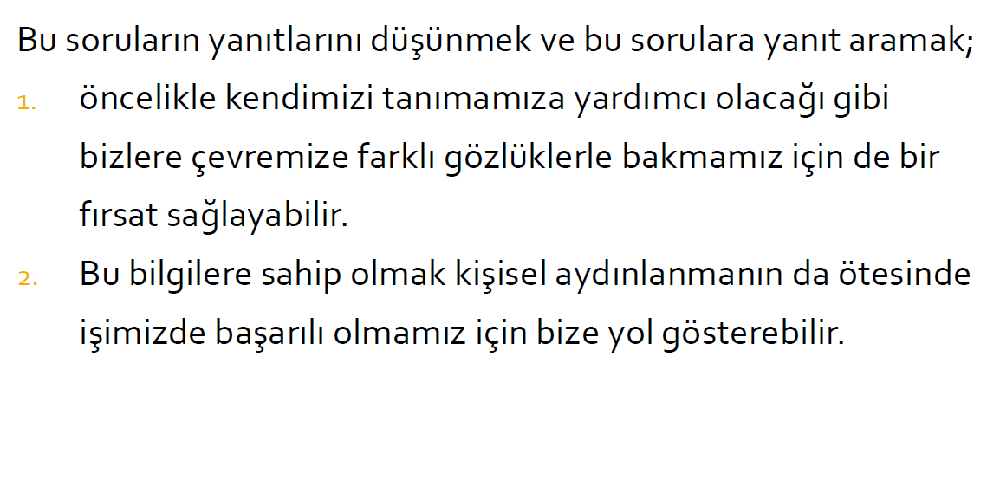 Bu soruların yanıtlarını düşünmek ve bu sorulara yanıt aramak;
1. öncelikle kendimizi tanımamıza yardımcı olacağı gibi
bizlere çevremize farklı gözlüklerle bakmamız için de bir
fırsat sağlayabilir.
2. Bu bilgilere sahip olmak kişisel aydınlanmanın da ötesinde
işimizde başarılı olmamız için bize yol gösterebilir.